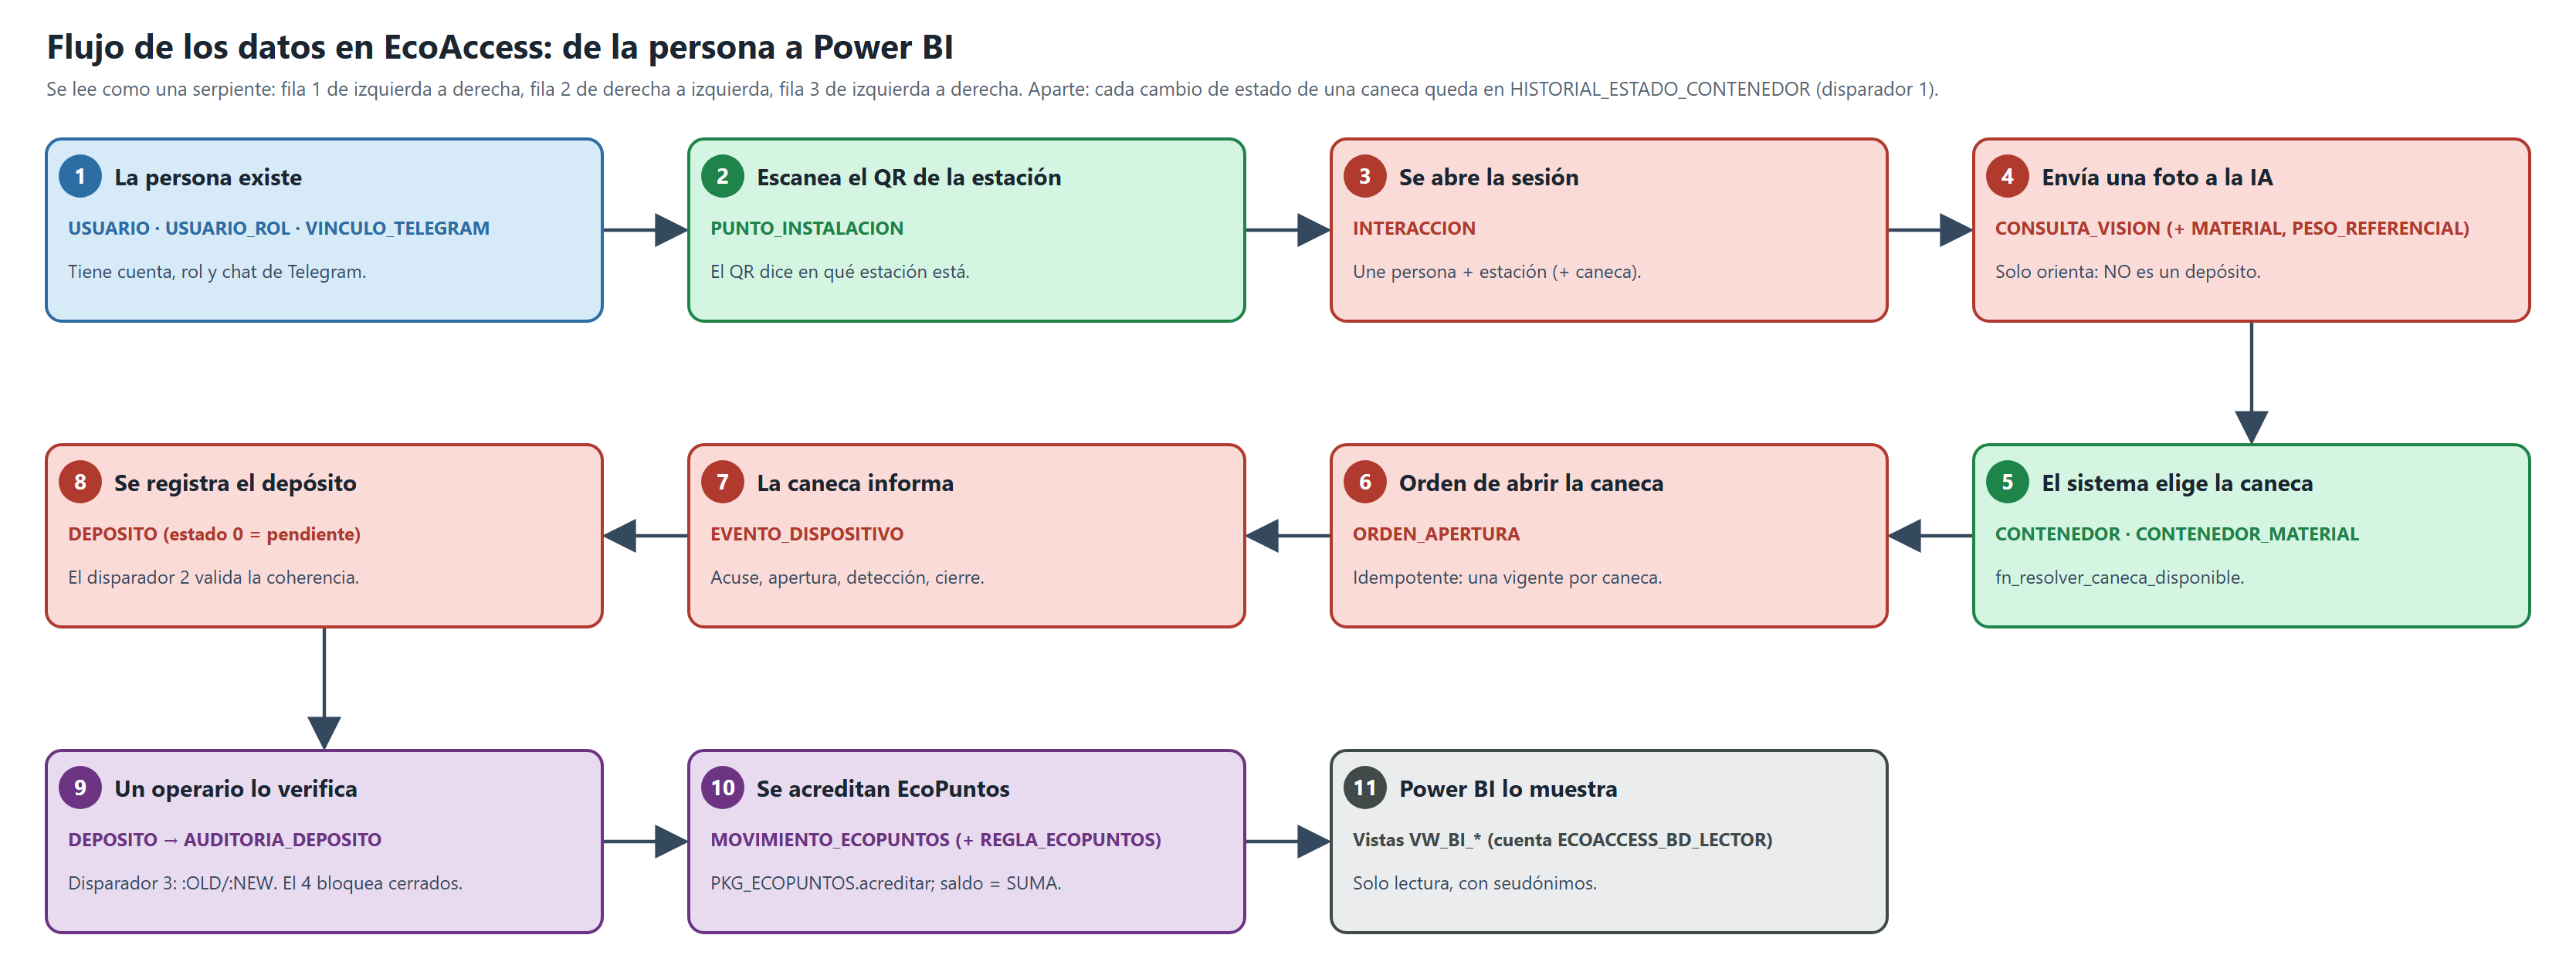 Flujo de los datos en EcoAccess: de la persona a Power BI
Se lee como una serpiente: fila 1 de izquierda a derecha, fila 2 de derecha a izquierda, fila 3 de izquierda a derecha. Aparte: cada cambio de estado de una caneca queda en HISTORIAL_ESTADO_CONTENEDOR (disparador 1).
1 La persona existe
USUARIO · USUARIO_ROL · VINCULO_TELEGRAM
Tiene cuenta, rol y chat de Telegram.
2 Escanea el QR de la estación
PUNTO_INSTALACION
El QR dice en qué estación está.
3 Se abre la sesión
INTERACCION
Une persona + estación (+ caneca).
4 Envía una foto a la IA
CONSULTA_VISION (+ MATERIAL, PESO_REFERENCIAL)
Solo orienta: NO es un depósito.
5 El sistema elige la caneca
CONTENEDOR · CONTENEDOR_MATERIAL
fn_resolver_caneca_disponible.
6 Orden de abrir la caneca
ORDEN_APERTURA
Idempotente: una vigente por caneca.
7 La caneca informa
EVENTO_DISPOSITIVO
Acuse, apertura, detección, cierre.
8 Se registra el depósito
DEPOSITO (estado 0 = pendiente)
El disparador 2 valida la coherencia.
9 Un operario lo verifica
DEPOSITO → AUDITORIA_DEPOSITO
Disparador 3: :OLD/:NEW. El 4 bloquea cerrados.
10 Se acreditan EcoPuntos
MOVIMIENTO_ECOPUNTOS (+ REGLA_ECOPUNTOS)
PKG_ECOPUNTOS.acreditar; saldo = SUMA.
11 Power BI lo muestra
Vistas VW_BI_* (cuenta ECOACCESS_BD_LECTOR)
Solo lectura, con seudónimos.